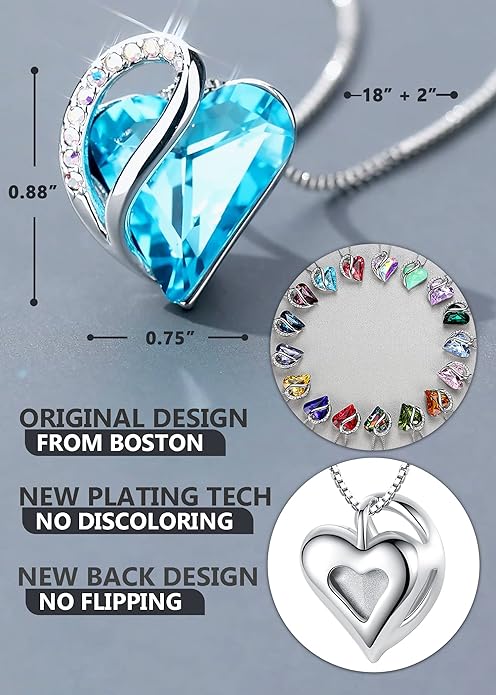 18” + 2”
0.88”
0.75”
ORIGINAL DESIGN
FROM BOSTON
NEW PLATING TECH
NO DISCOLORING
NEW BACK DESIGN
NO FLIPPING